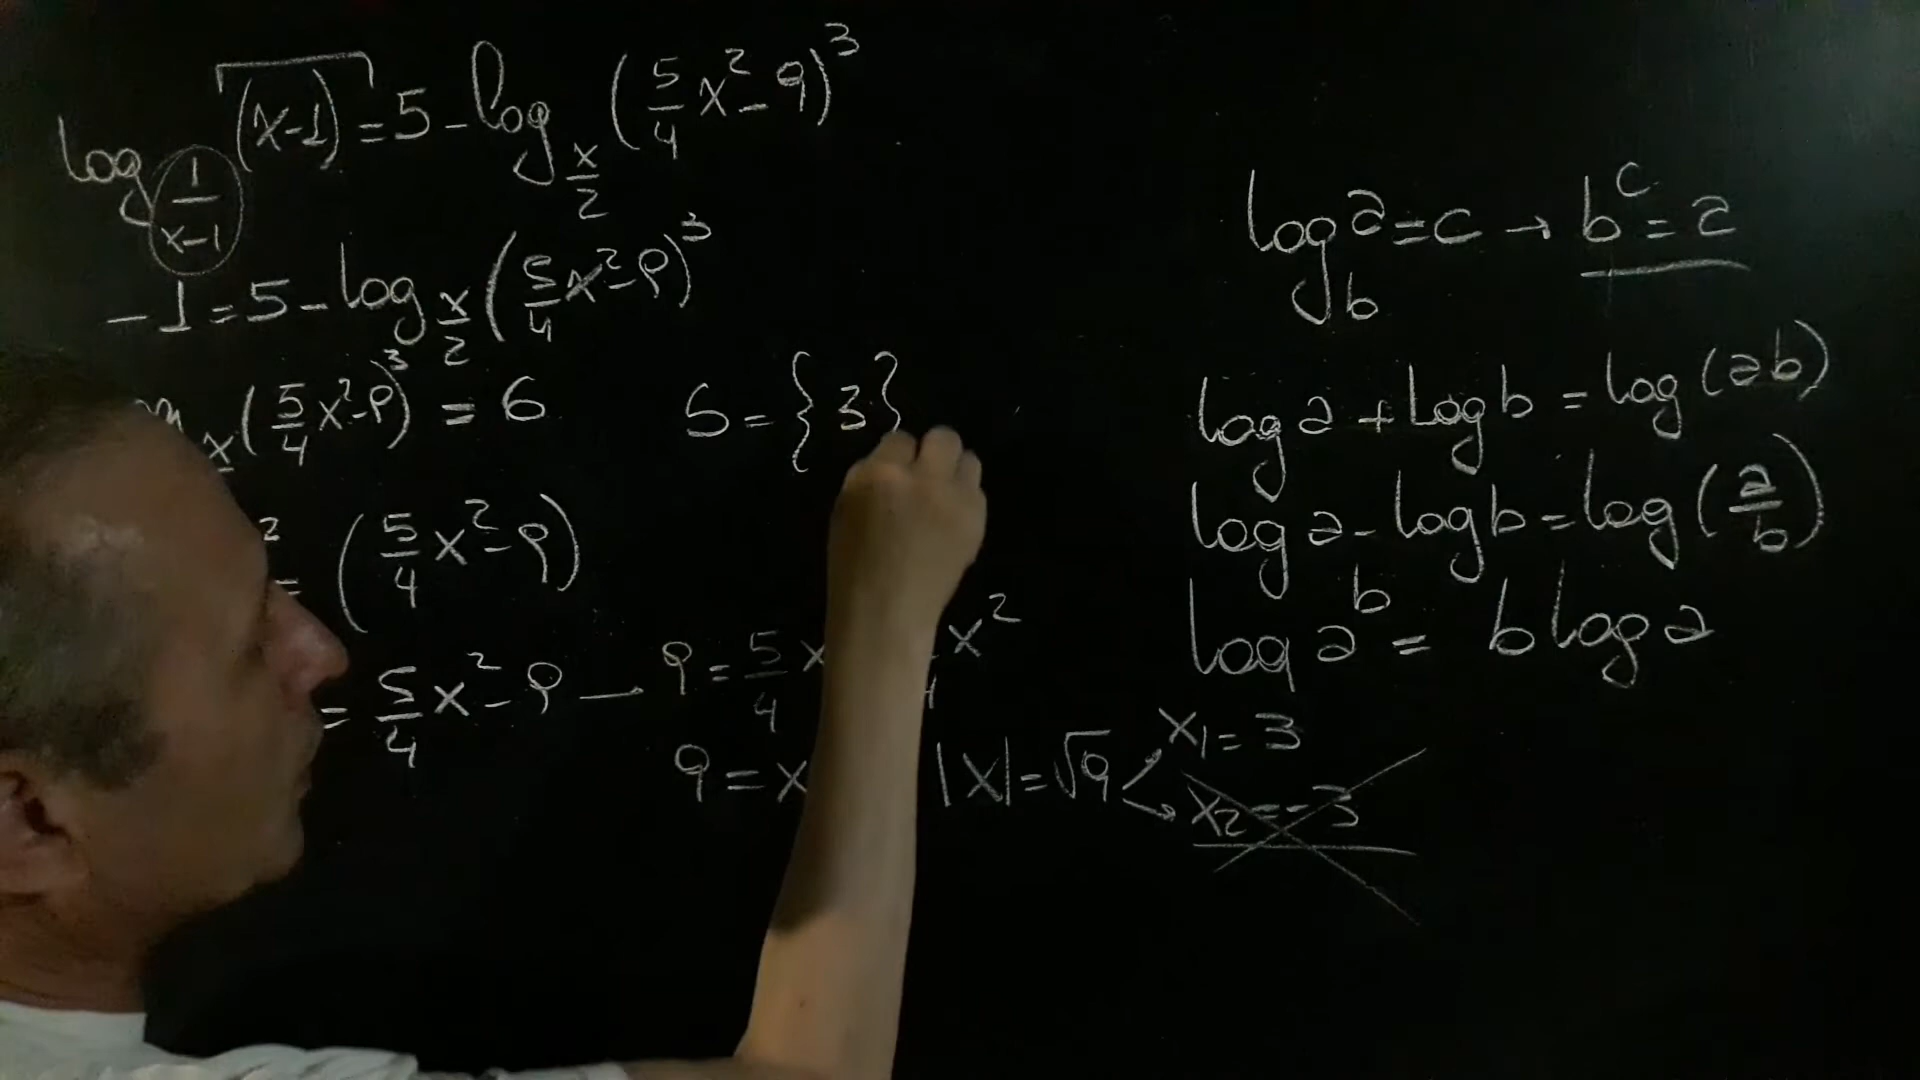 log_{1/(x-1)} (x-1) = 5 - log_{x/2} (5/4 x² - 9)³
-1 = 5 - log_{x/2} (5/4 x² - 9)³
x (5/4 x² - 9)³ = 6
S = {3}
2 = (5/4 x² - 9)
= 5/4 x² - 9 — 9 = 5/4 x x²
9 = x |x| = √9
x₁ = 3
x₂ = -3
log_b a = c → b^c = a
log a + log b = log (ab)
log a - log b = log (a/b)
log a^b = b log a